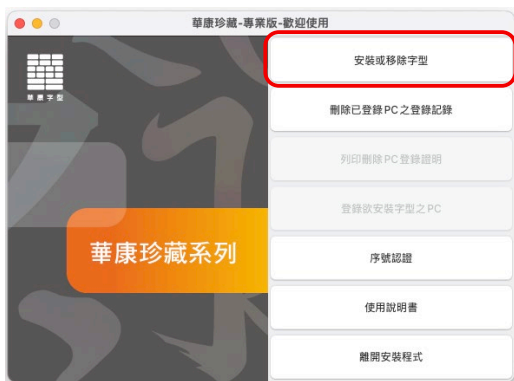 華康珍藏-專業版-歡迎使用
華康字型
華康珍藏系列
安裝或移除字型
刪除已登錄PC之登錄記錄
列印刪除PC登錄證明
登錄欲安裝字型之PC
序號認證
使用說明書
離開安裝程式